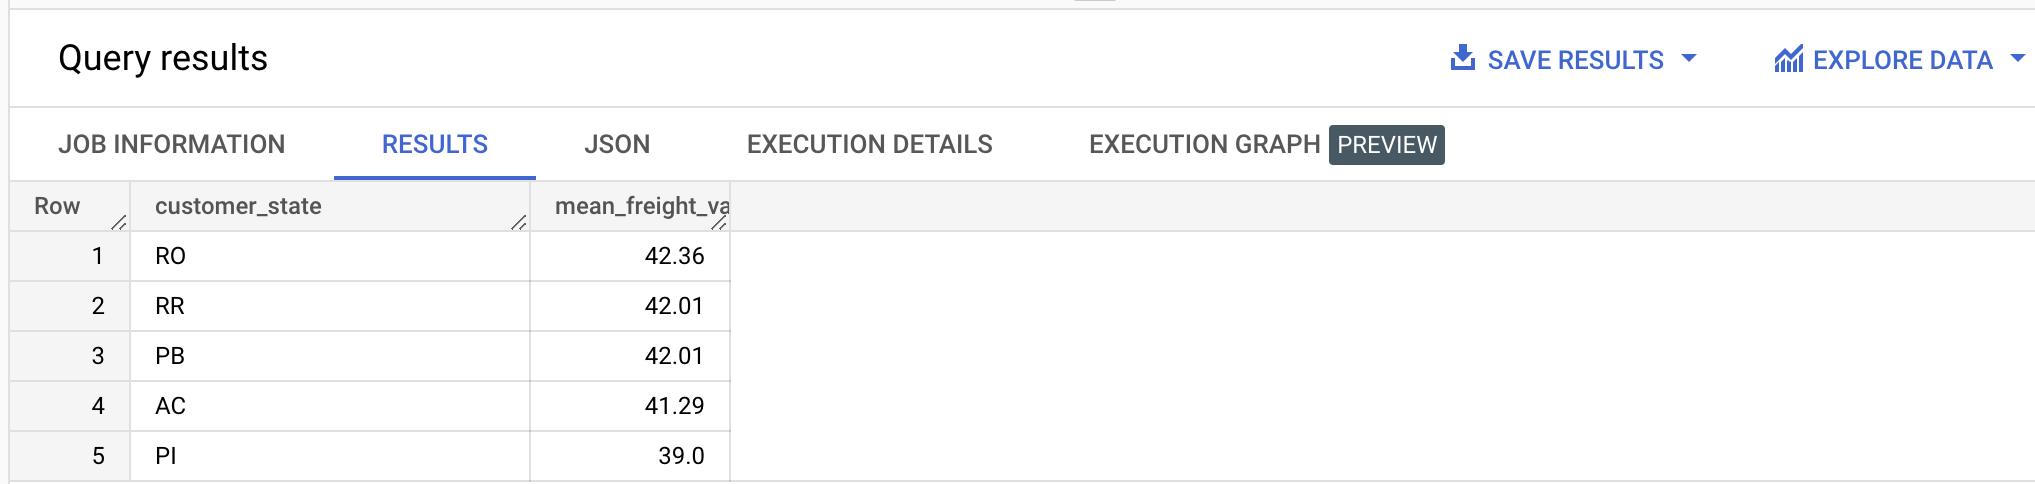 Query results SAVE RESULTS EXPLORE DATA
JOB INFORMATION RESULTS JSON EXECUTION DETAILS EXECUTION GRAPH PREVIEW
Row customer_state mean_freight_va
1 RO 42.36
2 RR 42.01
3 PB 42.01
4 AC 41.29
5 PI 39.0